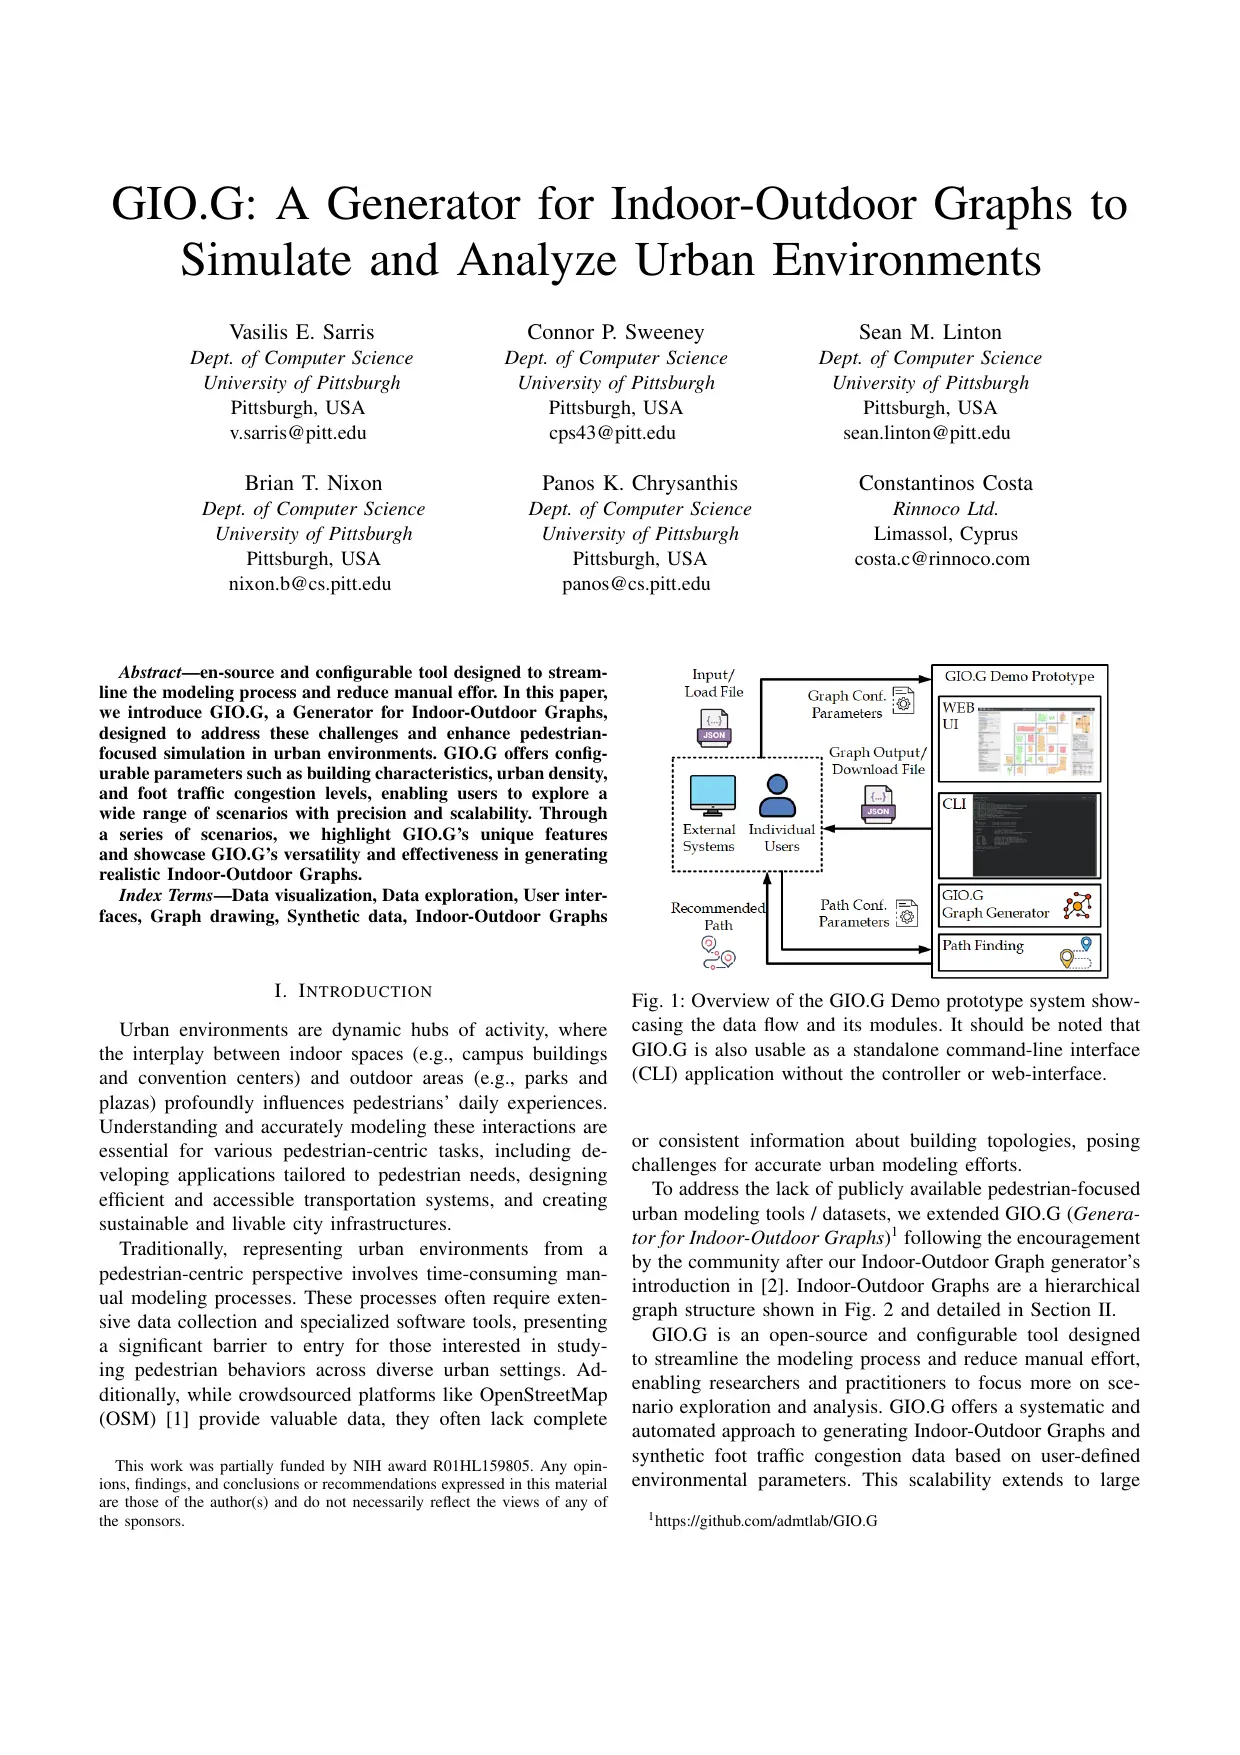 GIO.G: A Generator for Indoor-Outdoor Graphs to
Simulate and Analyze Urban Environments
Vasilis E. Sarris
Dept. of Computer Science
University of Pittsburgh
Pittsburgh, USA
v.sarris@pitt.edu
Connor P. Sweeney
Dept. of Computer Science
University of Pittsburgh
Pittsburgh, USA
cps43@pitt.edu
Sean M. Linton
Dept. of Computer Science
University of Pittsburgh
Pittsburgh, USA
sean.linton@pitt.edu
Brian T. Nixon
Dept. of Computer Science
University of Pittsburgh
Pittsburgh, USA
nixon.b@cs.pitt.edu
Panos K. Chrysanthis
Dept. of Computer Science
University of Pittsburgh
Pittsburgh, USA
panos@cs.pitt.edu
Constantinos Costa
Rinnoco Ltd.
Limassol, Cyprus
costa.c@rinnoco.com
Abstract—en-source and configurable tool designed to stream-
line the modeling process and reduce manual effor. In this paper,
we introduce GIO.G, a Generator for Indoor-Outdoor Graphs,
designed to address these challenges and enhance pedestrian-
focused simulation in urban environments. GIO.G offers config-
urable parameters such as building characteristics, urban density,
and foot traffic congestion levels, enabling users to explore a
wide range of scenarios with precision and scalability. Through
a series of scenarios, we highlight GIO.G's unique features
and showcase GIO.G's versatility and effectiveness in generating
realistic Indoor-Outdoor Graphs.
Index Terms—Data visualization, Data exploration, User inter-
faces, Graph drawing, Synthetic data, Indoor-Outdoor Graphs
I. INTRODUCTION
Urban environments are dynamic hubs of activity, where
the interplay between indoor spaces (e.g., campus buildings
and convention centers) and outdoor areas (e.g., parks and
plazas) profoundly influences pedestrians' daily experiences.
Understanding and accurately modeling these interactions are
essential for various pedestrian-centric tasks, including de-
veloping applications tailored to pedestrian needs, designing
efficient and accessible transportation systems, and creating
sustainable and livable city infrastructures.
Traditionally, representing urban environments from a
pedestrian-centric perspective involves time-consuming man-
ual modeling processes. These processes often require exten-
sive data collection and specialized software tools, presenting
a significant barrier to entry for those interested in study-
ing pedestrian behaviors across diverse urban settings. Ad-
ditionally, while crowdsourced platforms like OpenStreetMap
(OSM) [1] provide valuable data, they often lack complete
This work was partially funded by NIH award R01HL159805. Any opin-
ions, findings, and conclusions or recommendations expressed in this material
are those of the author(s) and do not necessarily reflect the views of any of
the sponsors.
Input/
Load File
{...}
JSON
Graph Conf.
Parameters
Graph Output/
Download File
{...}
JSON
External
Systems
Individual
Users
Recommended
Path
Path Conf.
Parameters
GIO.G Demo Prototype
WEB
UI
CLI
GIO.G
Graph Generator
Path Finding
Fig. 1: Overview of the GIO.G Demo prototype system show-
casing the data flow and its modules. It should be noted that
GIO.G is also usable as a standalone command-line interface
(CLI) application without the controller or web-interface.
or consistent information about building topologies, posing
challenges for accurate urban modeling efforts.
To address the lack of publicly available pedestrian-focused
urban modeling tools / datasets, we extended GIO.G (Genera-
tor for Indoor-Outdoor Graphs)1 following the encouragement
by the community after our Indoor-Outdoor Graph generator's
introduction in [2]. Indoor-Outdoor Graphs are a hierarchical
graph structure shown in Fig. 2 and detailed in Section II.
GIO.G is an open-source and configurable tool designed
to streamline the modeling process and reduce manual effort,
enabling researchers and practitioners to focus more on sce-
nario exploration and analysis. GIO.G offers a systematic and
automated approach to generating Indoor-Outdoor Graphs and
synthetic foot traffic congestion data based on user-defined
environmental parameters. This scalability extends to large
1https://github.com/admtlab/GIO.G